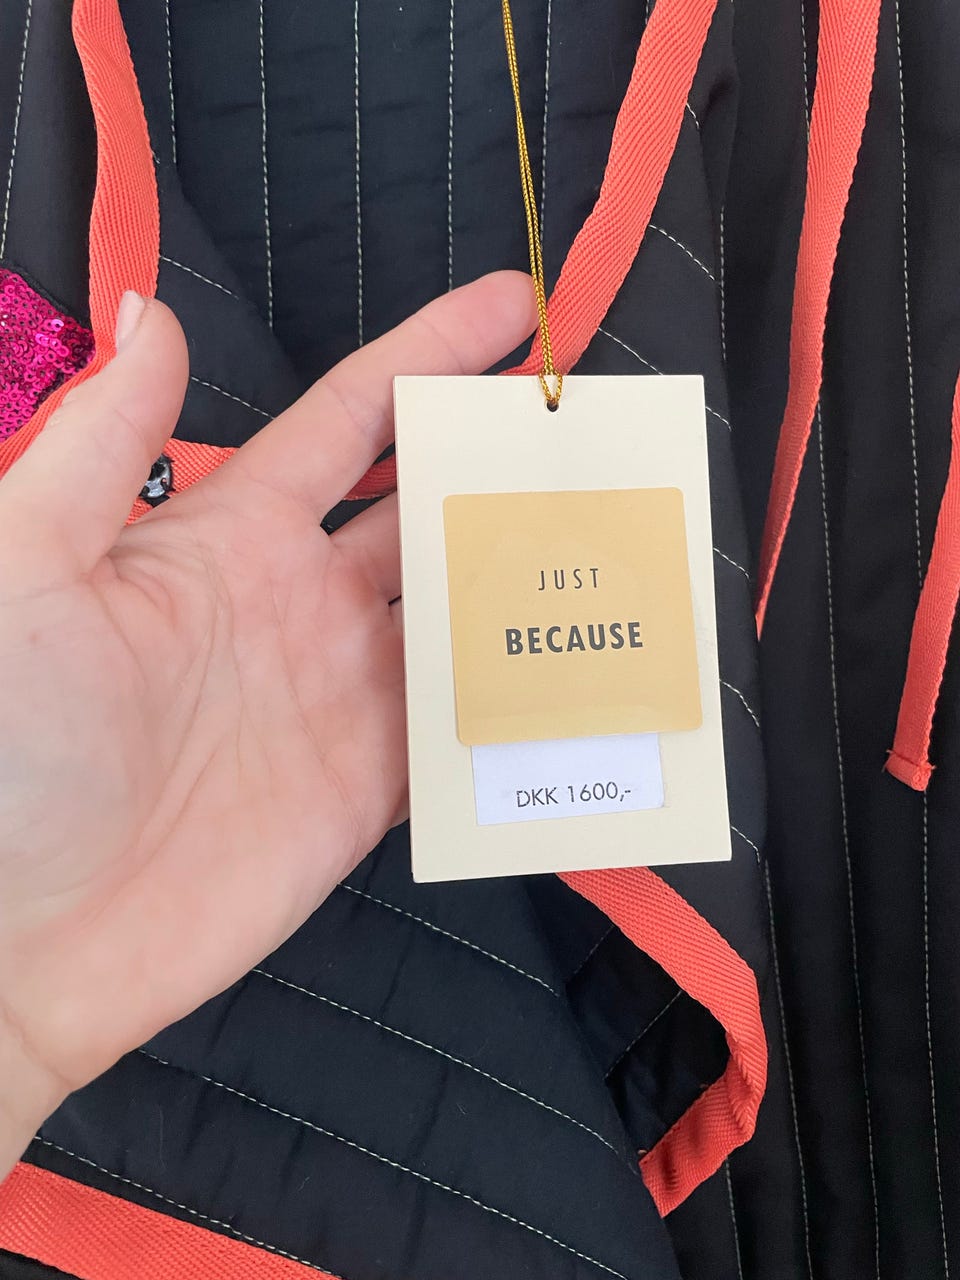 JUST
BECAUSE
DKK 1600,-